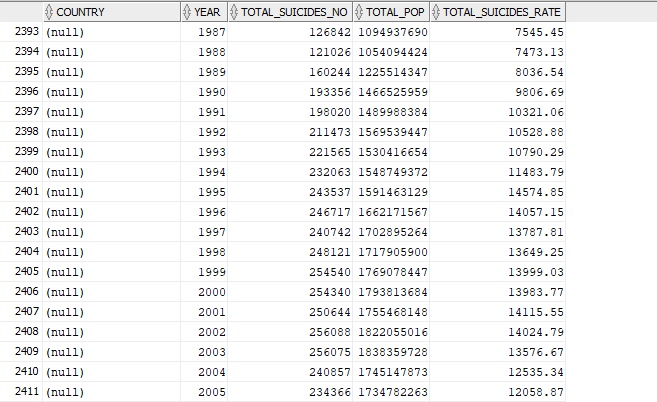 COUNTRY YEAR TOTAL_SUICIDES_NO TOTAL_POP TOTAL_SUICIDES_RATE
2393 (null) 1987 126842 1094937690 7545.45
2394 (null) 1988 121026 1054094424 7473.13
2395 (null) 1989 160244 1225514347 8036.54
2396 (null) 1990 193356 1466525959 9806.69
2397 (null) 1991 198020 1489988384 10321.06
2398 (null) 1992 211473 1569539447 10528.88
2399 (null) 1993 221565 1530416654 10790.29
2400 (null) 1994 232063 1548749372 11483.79
2401 (null) 1995 243537 1591463129 14574.85
2402 (null) 1996 246717 1662171567 14057.15
2403 (null) 1997 240742 1702895264 13787.81
2404 (null) 1998 248121 1717905900 13649.25
2405 (null) 1999 254540 1769078447 13999.03
2406 (null) 2000 254340 1793813684 13983.77
2407 (null) 2001 250644 1755468148 14115.55
2408 (null) 2002 256088 1822055016 14024.79
2409 (null) 2003 256075 1838359728 13576.67
2410 (null) 2004 240857 1745147873 12535.34
2411 (null) 2005 234366 1734782263 12058.87